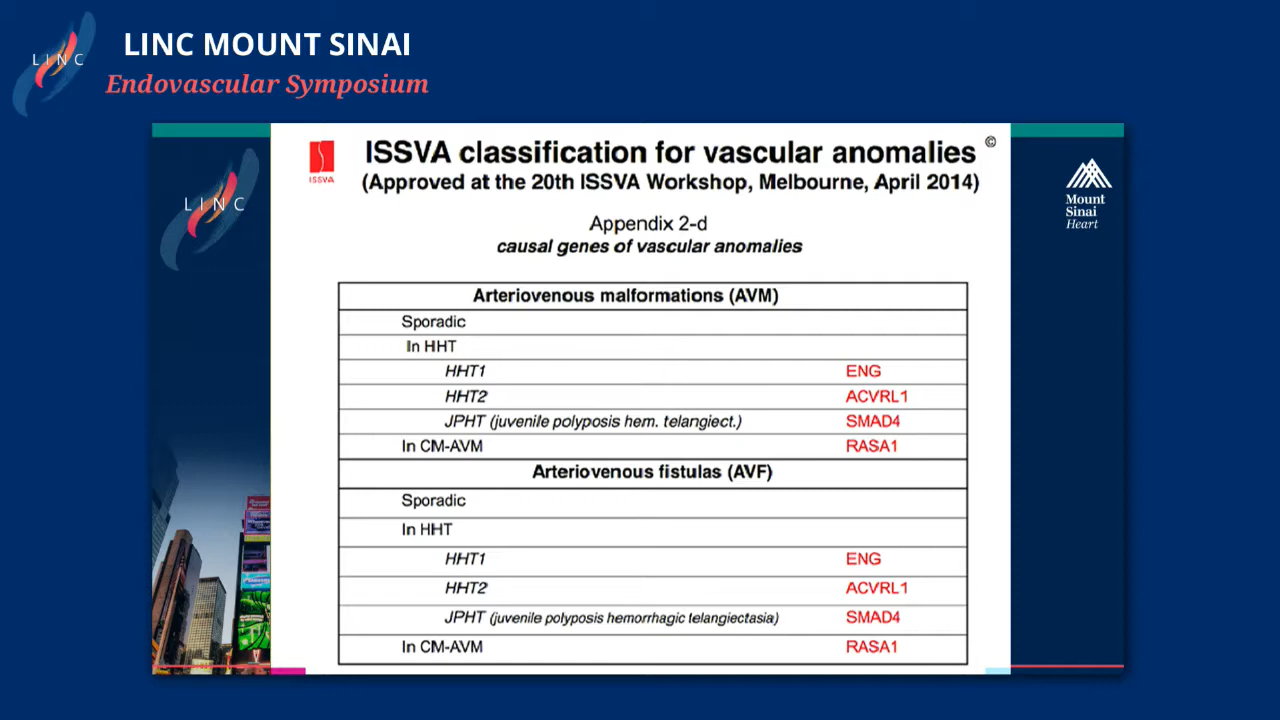 LINC
LINC MOUNT SINAI
Endovascular Symposium
LINC
Mount
Sinai
Heart
ISSVA
ISSVA classification for vascular anomalies ©
(Approved at the 20th ISSVA Workshop, Melbourne, April 2014)
Appendix 2-d
causal genes of vascular anomalies
Arteriovenous malformations (AVM)
Sporadic
In HHT
HHT1 ENG
HHT2 ACVRL1
JPHT (juvenile polyposis hem. telangiect.) SMAD4
In CM-AVM RASA1
Arteriovenous fistulas (AVF)
Sporadic
In HHT
HHT1 ENG
HHT2 ACVRL1
JPHT (juvenile polyposis hemorrhagic telangiectasia) SMAD4
In CM-AVM RASA1